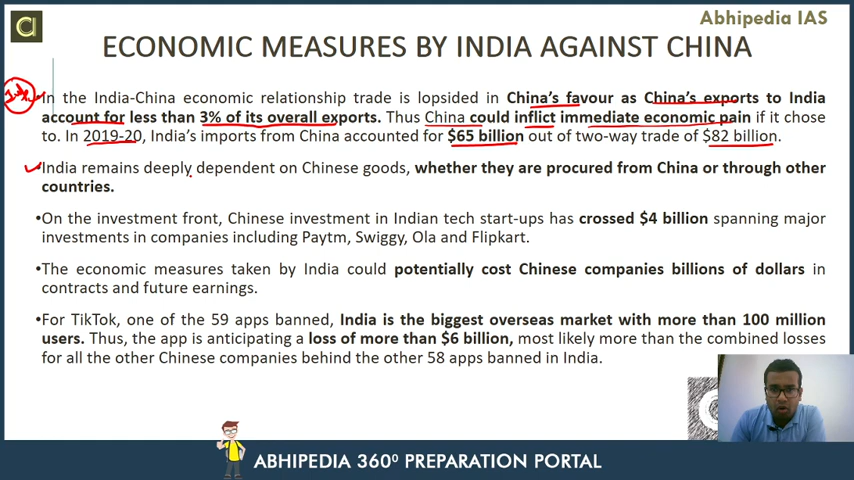 Abhipedia IAS
ECONOMIC MEASURES BY INDIA AGAINST CHINA
In the India-China economic relationship trade is lopsided in China's favour as China's exports to India
account for less than 3% of its overall exports. Thus China could inflict immediate economic pain if it chose
to. In 2019-20, India's imports from China accounted for $65 billion out of two-way trade of $82 billion.
India remains deeply dependent on Chinese goods, whether they are procured from China or through other
countries.
•On the investment front, Chinese investment in Indian tech start-ups has crossed $4 billion spanning major
investments in companies including Paytm, Swiggy, Ola and Flipkart.
•The economic measures taken by India could potentially cost Chinese companies billions of dollars in
contracts and future earnings.
•For TikTok, one of the 59 apps banned, India is the biggest overseas market with more than 100 million
users. Thus, the app is anticipating a loss of more than $6 billion, most likely more than the combined losses
for all the other Chinese companies behind the other 58 apps banned in India.
ABHIPEDIA 360⁰ PREPARATION PORTAL